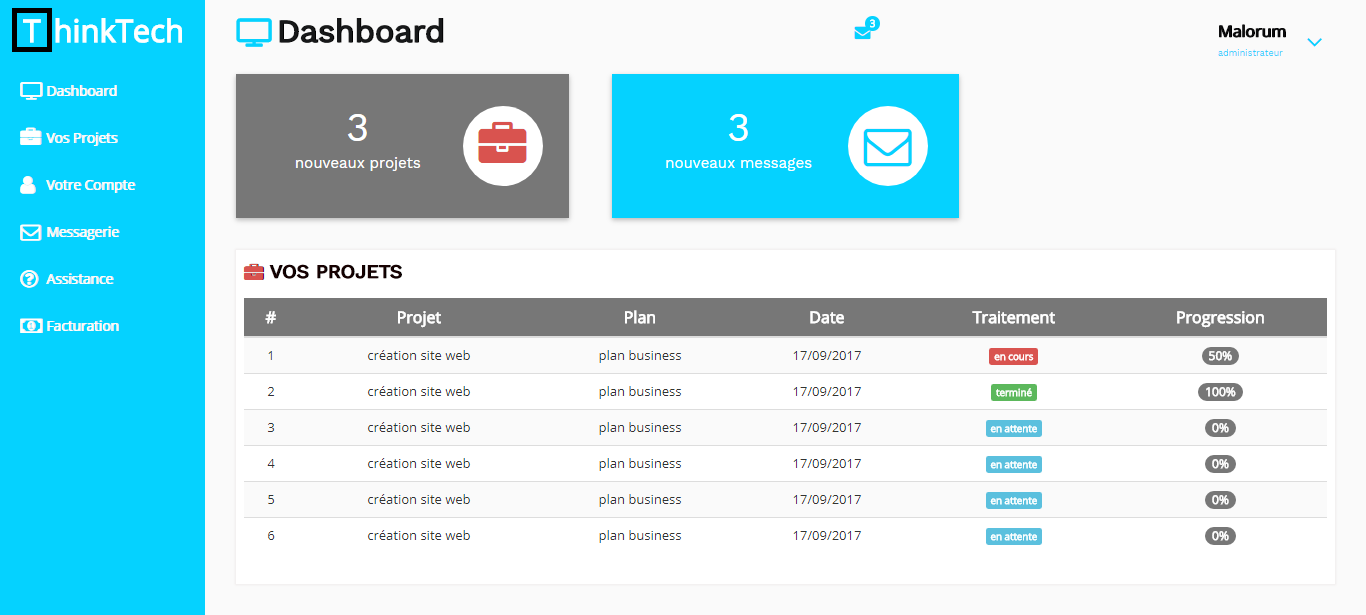 ThinkTech
Dashboard
Vos Projets
Votre Compte
Messagerie
Assistance
Facturation
Dashboard
3
Malorum
administrateur
3
nouveaux projets
3
nouveaux messages
VOS PROJETS
# Projet Plan Date Traitement Progression
1 création site web plan business 17/09/2017 en cours 50%
2 création site web plan business 17/09/2017 terminé 100%
3 création site web plan business 17/09/2017 en attente 0%
4 création site web plan business 17/09/2017 en attente 0%
5 création site web plan business 17/09/2017 en attente 0%
6 création site web plan business 17/09/2017 en attente 0%